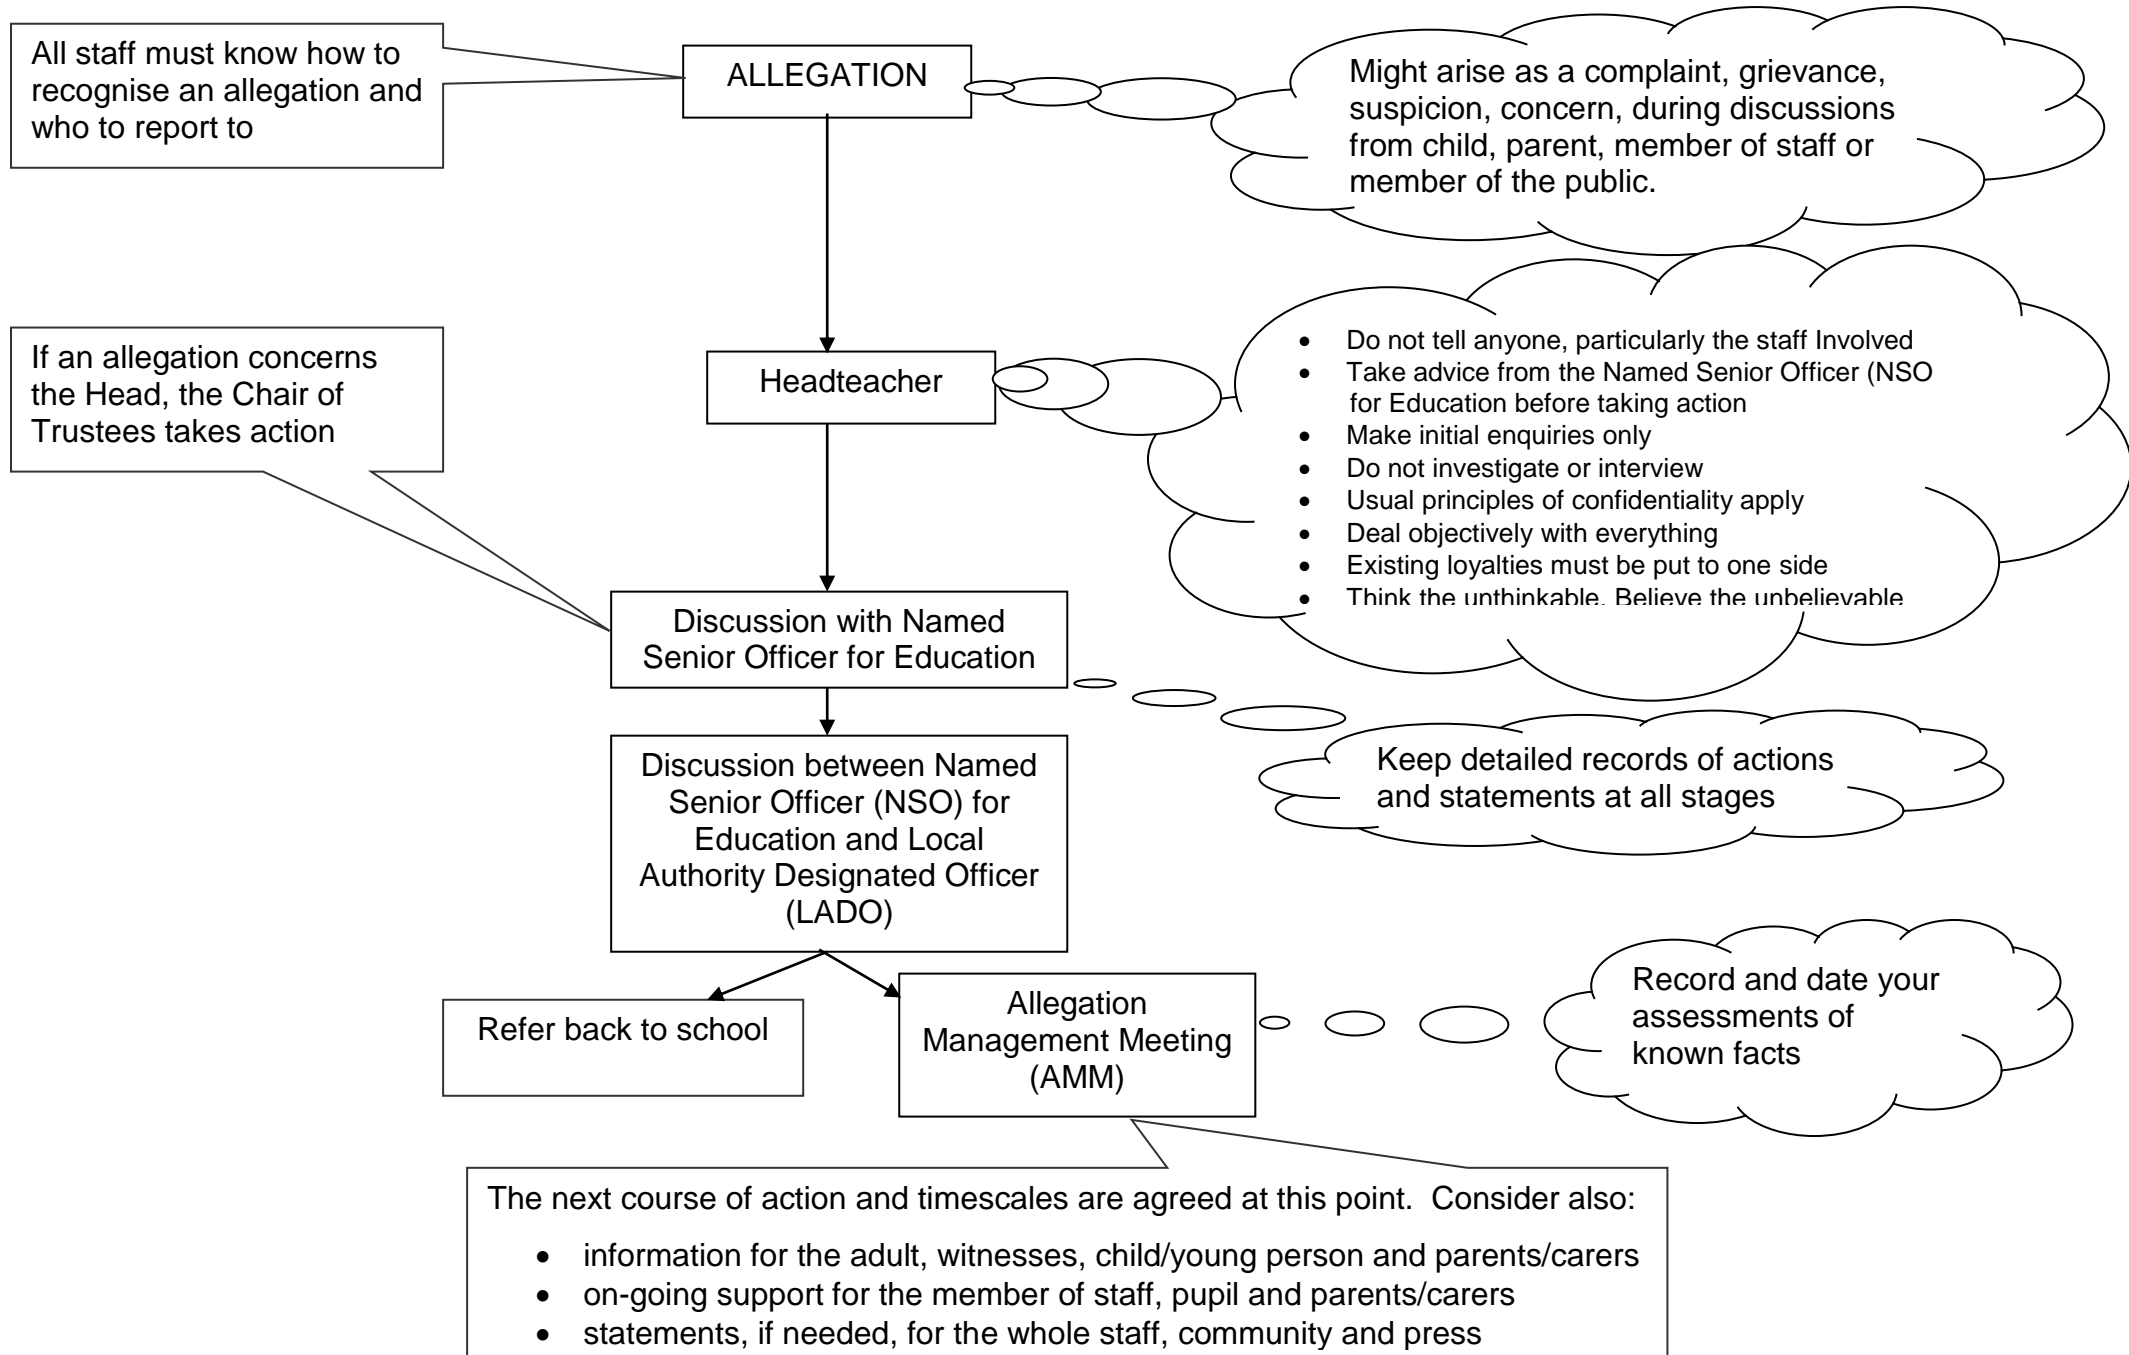 All staff must know how to
recognise an allegation and
who to report to
ALLEGATION
Might arise as a complaint, grievance,
suspicion, concern, during discussions
from child, parent, member of staff or
member of the public.
If an allegation concerns
the Head, the Chair of
Trustees takes action
Headteacher
• Do not tell anyone, particularly the staff Involved
• Take advice from the Named Senior Officer (NSO
for Education before taking action
• Make initial enquiries only
• Do not investigate or interview
• Usual principles of confidentiality apply
• Deal objectively with everything
• Existing loyalties must be put to one side
• Think the unthinkable. Believe the unbelievable
Discussion with Named
Senior Officer for Education
Keep detailed records of actions
and statements at all stages
Discussion between Named
Senior Officer (NSO) for
Education and Local
Authority Designated Officer
(LADO)
Refer back to school
Allegation
Management Meeting
(AMM)
Record and date your
assessments of
known facts
The next course of action and timescales are agreed at this point.  Consider also:
• information for the adult, witnesses, child/young person and parents/carers
• on-going support for the member of staff, pupil and parents/carers
• statements, if needed, for the whole staff, community and press